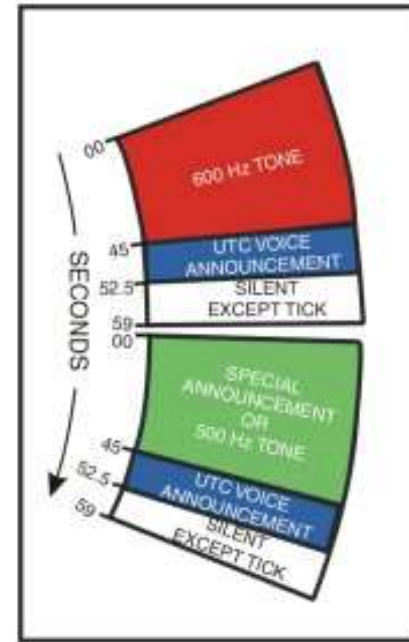 00
600 Hz TONE
45
UTC VOICE
ANNOUNCEMENT
52.5
SILENT
EXCEPT TICK
59
00
SPECIAL
ANNOUNCEMENT
OR
500 Hz TONE
45
UTC VOICE
ANNOUNCEMENT
52.5
SILENT
EXCEPT TICK
59
SECONDS